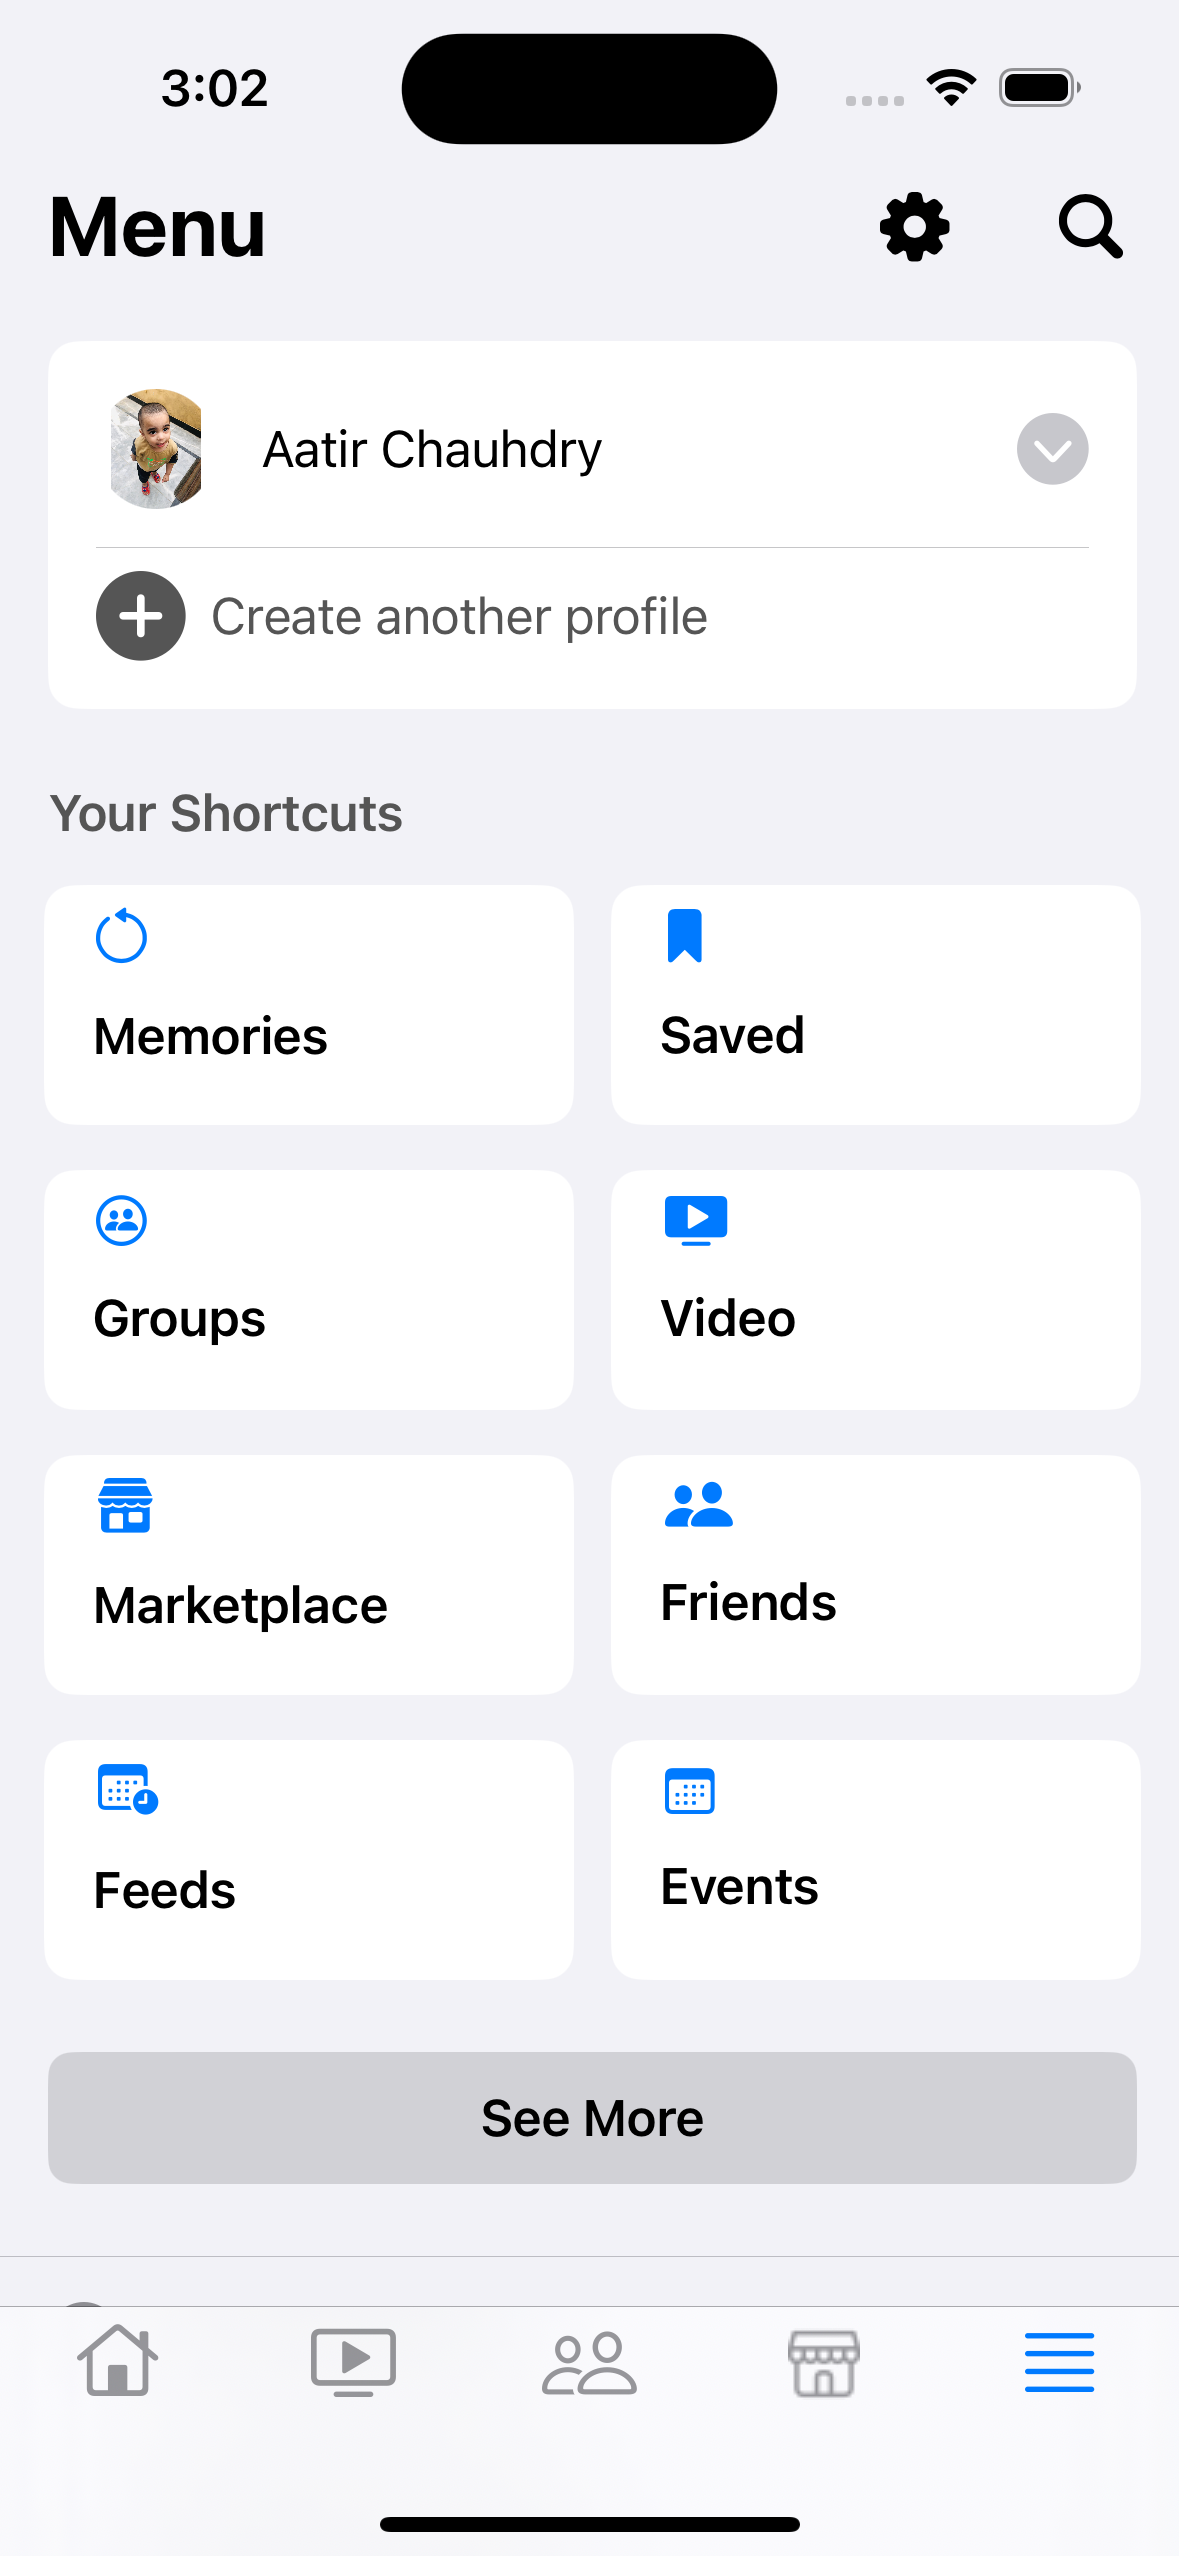 3:02
Menu
Aatir Chauhdry
Create another profile
Your Shortcuts
Memories
Saved
Groups
Video
Marketplace
Friends
Feeds
Events
See More